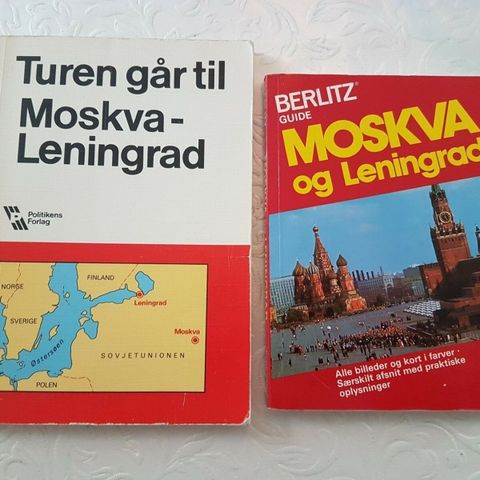 Turen går til
Moskva-
Leningrad
Politikens
Forlag
NORGE
SVERIGE
FINLAND
Leningrad
Moskva
Østersøen
SOVJETUNIONEN
POLEN
BERLITZ®
GUIDE
MOSKVA
og Leningrad
Alle billeder og kort i farver ·
Særskilt afsnit med praktiske
oplysninger